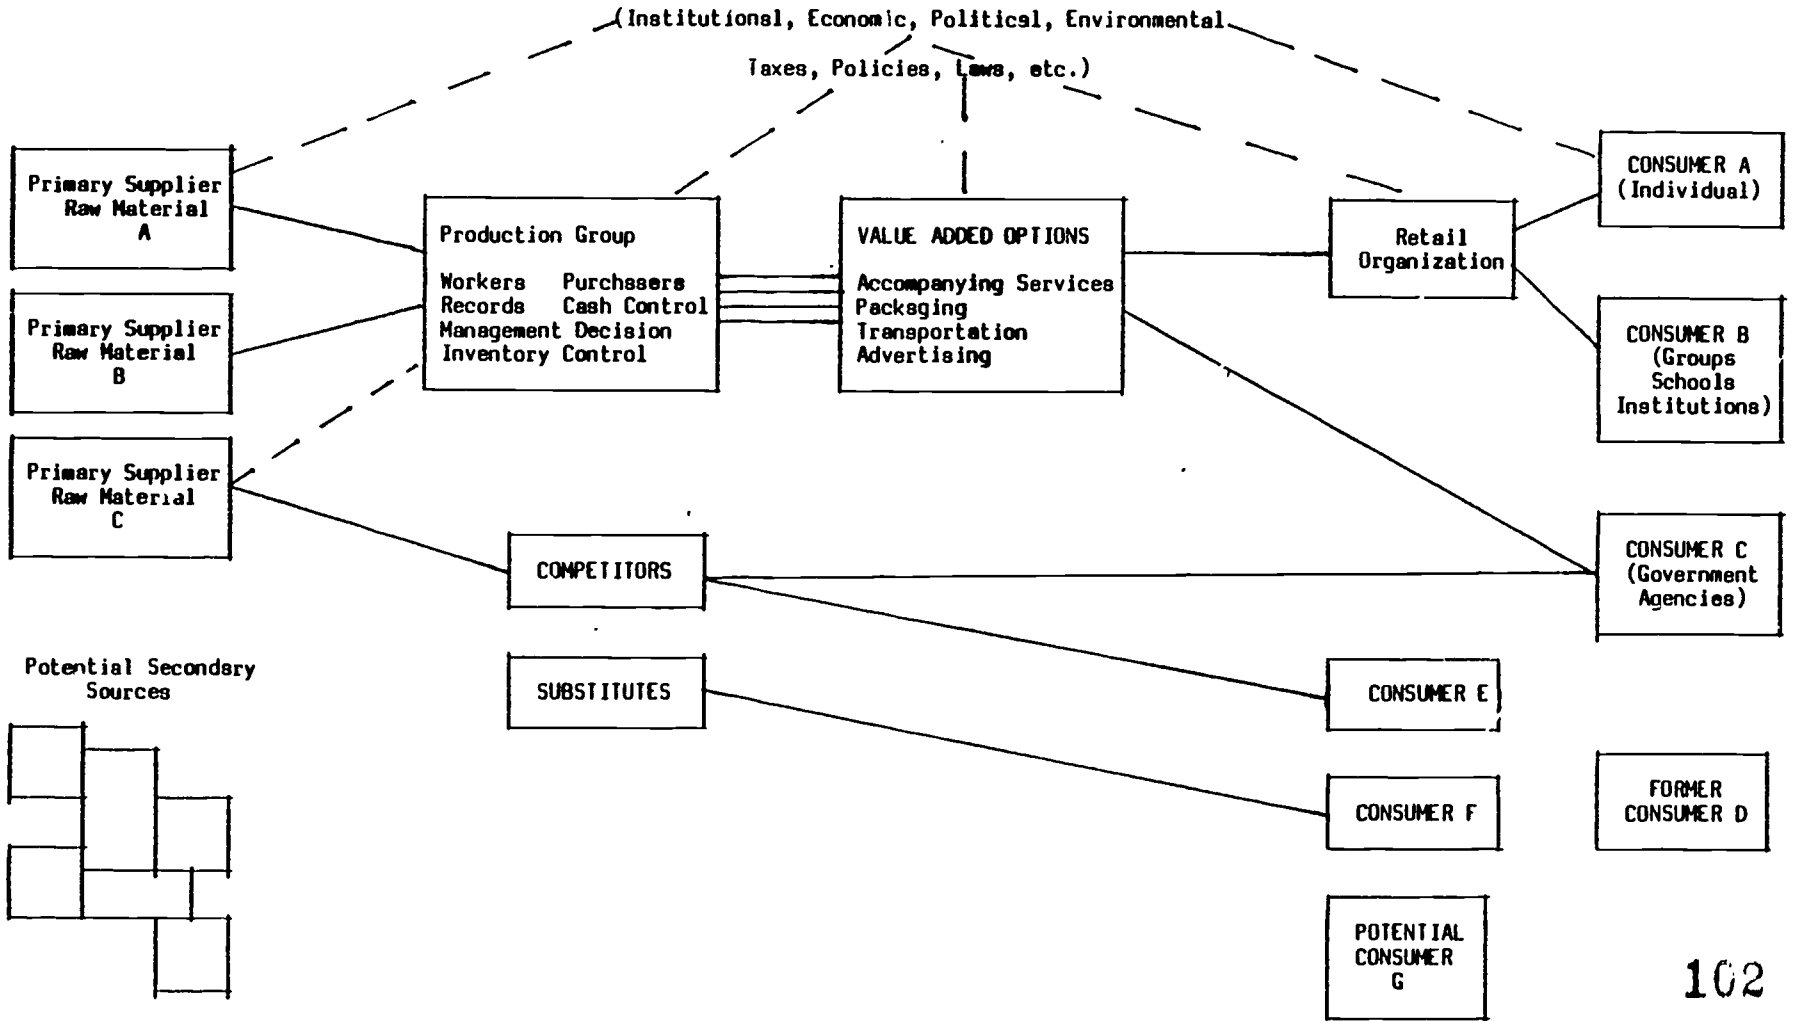 (Institutional, Economic, Political, Environmental
Taxes, Policies, Laws, etc.)
Primary Supplier
Raw Material
A
Primary Supplier
Raw Material
B
Primary Supplier
Raw Material
C
Potential Secondary
Sources
Production Group
Workers Purchasers
Records Cash Control
Management Decision
Inventory Control
VALUE ADDED OPTIONS
Accompanying Services
Packaging
Transportation
Advertising
COMPETITORS
SUBSTITUTES
Retail
Organization
CONSUMER A
(Individual)
CONSUMER B
(Groups
Schools
Institutions)
CONSUMER C
(Government
Agencies)
CONSUMER E
CONSUMER F
FORMER
CONSUMER D
POTENTIAL
CONSUMER
G
102